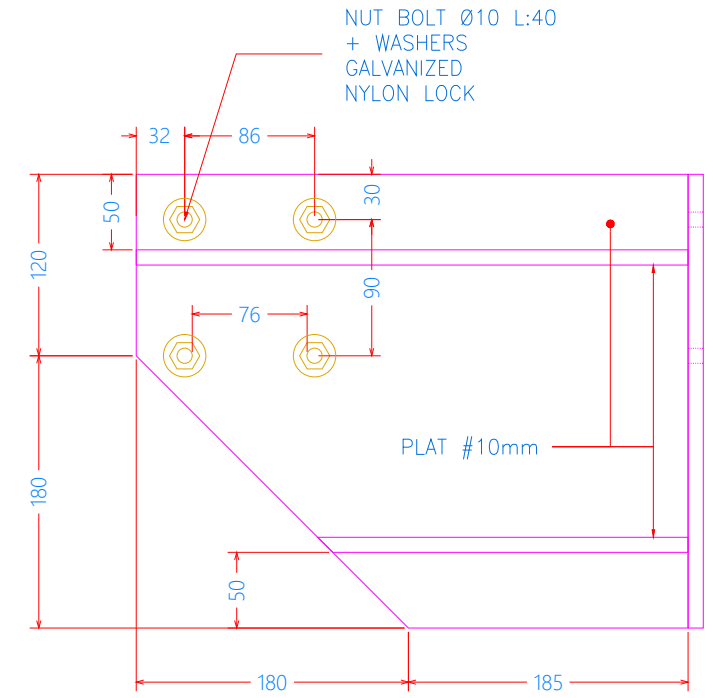 NUT BOLT Ø10 L:40
+ WASHERS
GALVANIZED
NYLON LOCK
32
86
30
50
120
90
76
PLAT #10mm
180
50
180
185